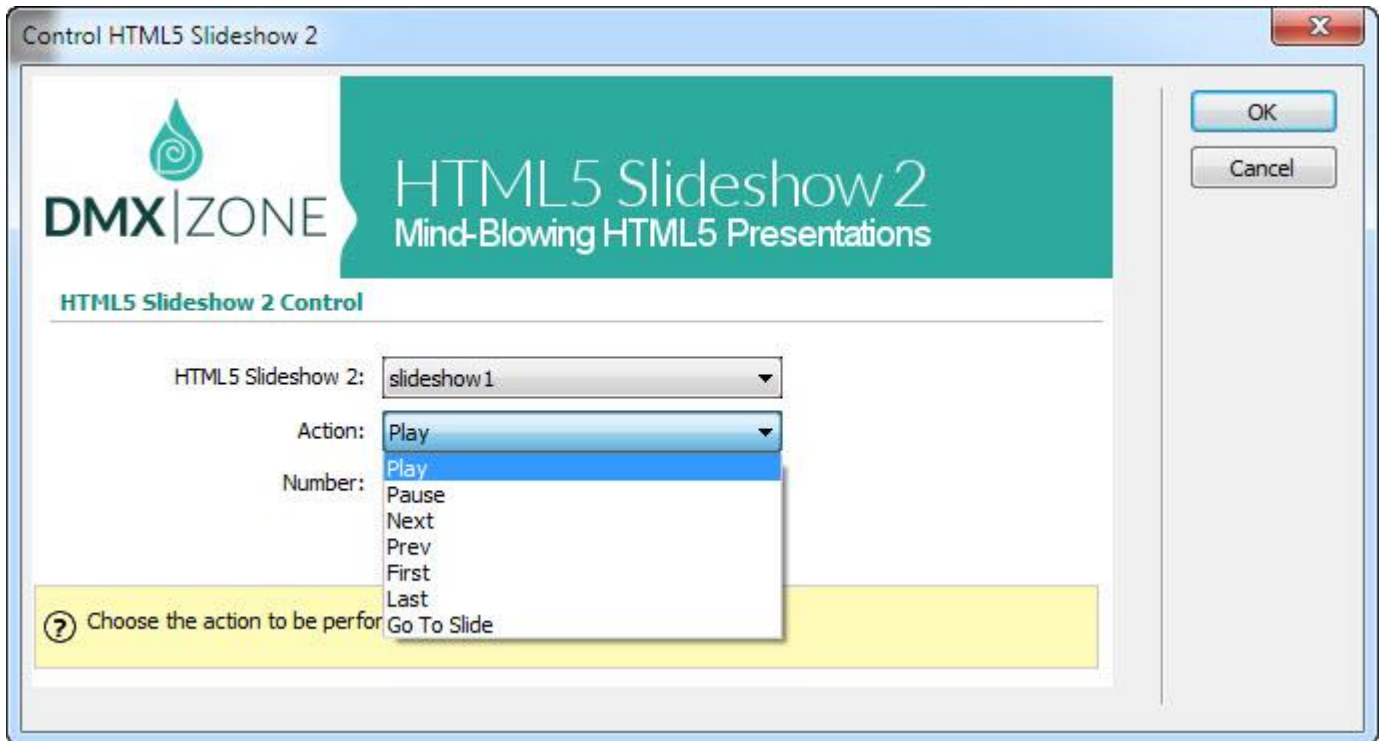 Control HTML5 Slideshow 2
X
DMX|ZONE
HTML5 Slideshow 2
Mind-Blowing HTML5 Presentations
OK
Cancel
HTML5 Slideshow 2 Control
HTML5 Slideshow 2: slideshow1
Action: Play
Play
Number:
Pause
Next
Prev
First
Last
? Choose the action to be perfor
Go To Slide